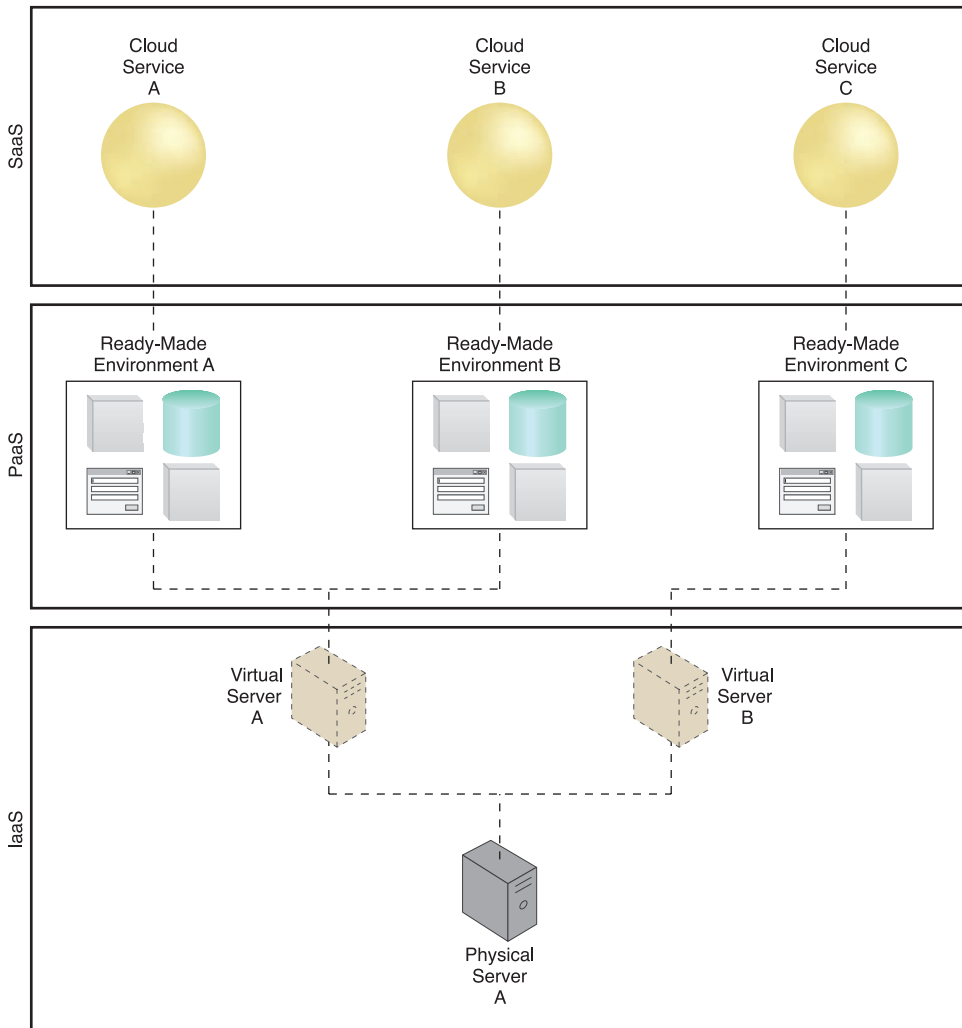 SaaS
Cloud
Service
A
Cloud
Service
B
Cloud
Service
C
PaaS
Ready-Made
Environment A
Ready-Made
Environment B
Ready-Made
Environment C
IaaS
Virtual
Server
A
Virtual
Server
B
Physical
Server
A